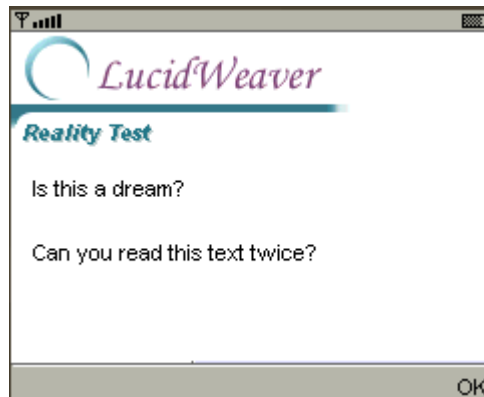 LucidWeaver
Reality Test
Is this a dream?
Can you read this text twice?
OK